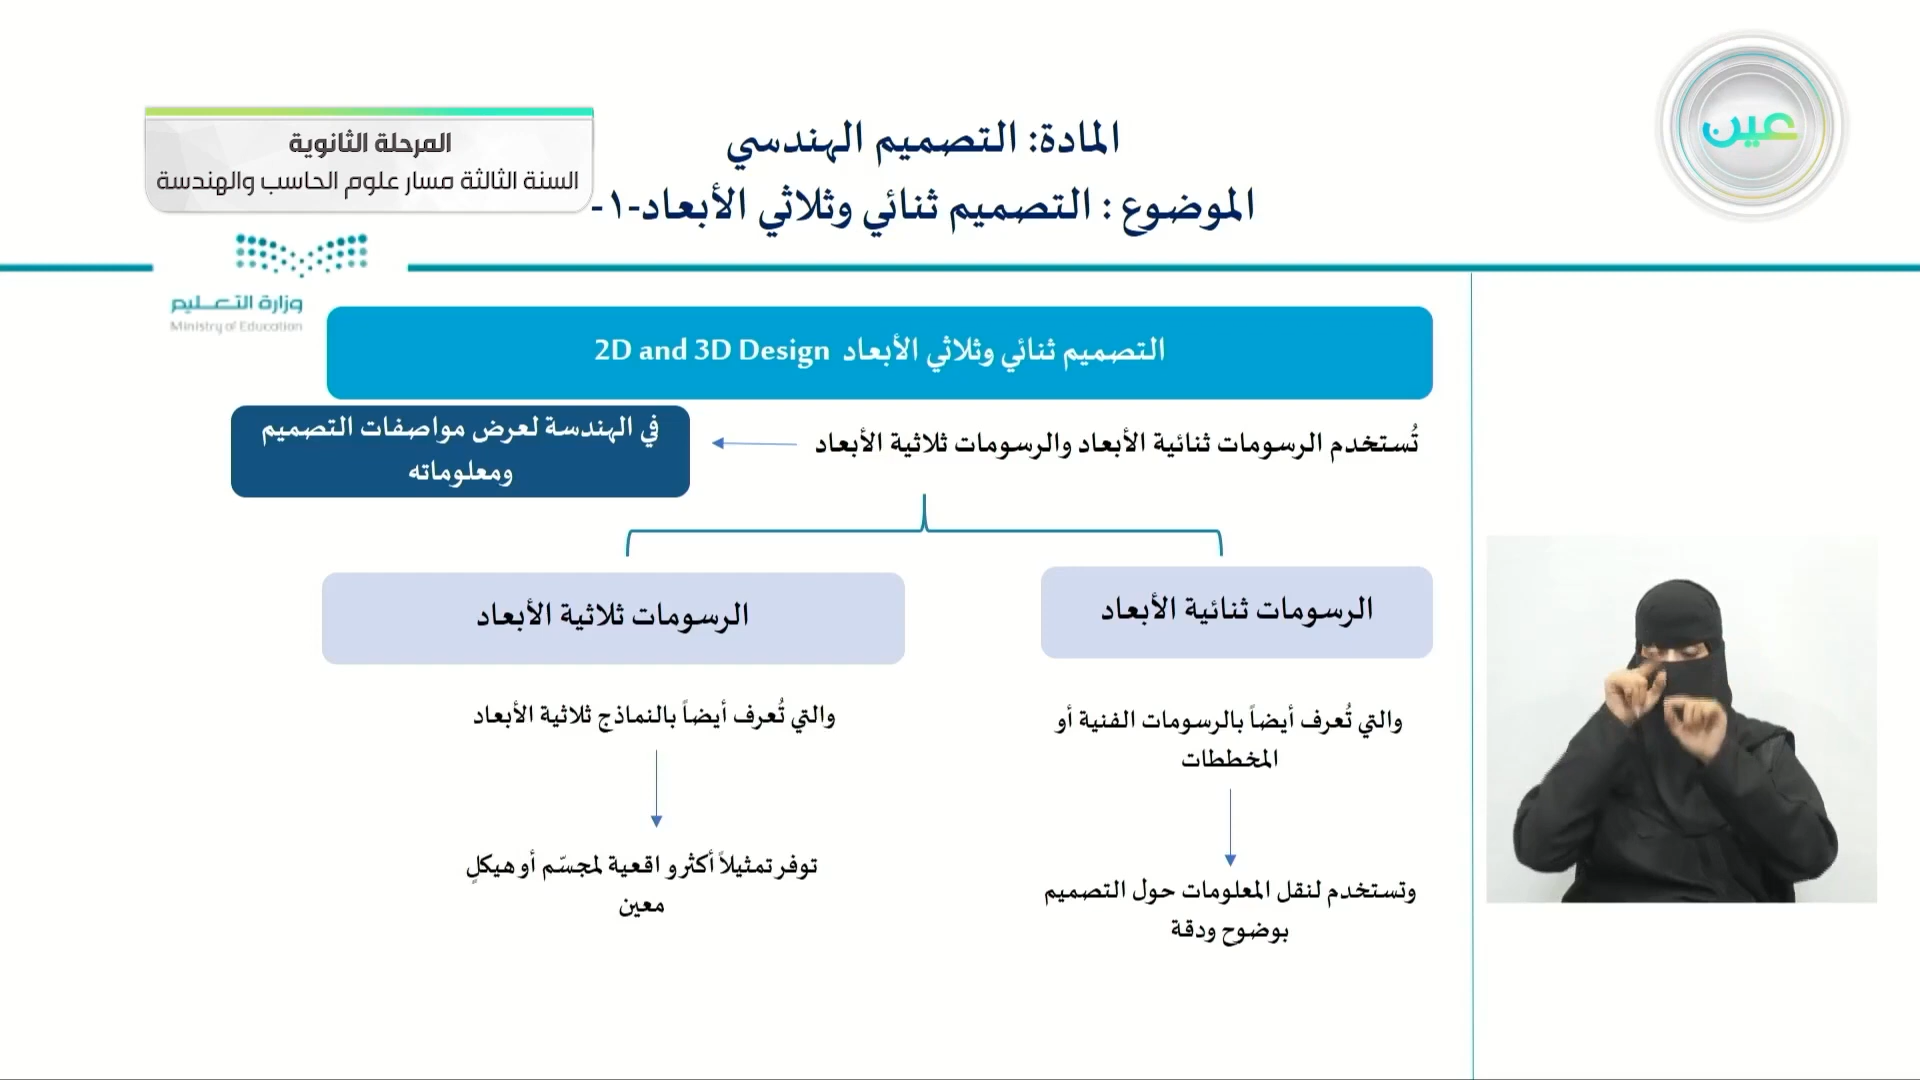 عين
المادة: التصميم الهندسي
الموضوع : التصميم ثنائي وثلاثي الأبعاد-١-
المرحلة الثانوية
السنة الثالثة مسار علوم الحاسب والهندسة
وزارة التعليم
Ministry of Education
التصميم ثنائي وثلاثي الأبعاد 2D and 3D Design
تُستخدم الرسومات ثنائية الأبعاد والرسومات ثلاثية الأبعاد
في الهندسة لعرض مواصفات التصميم
ومعلوماته
الرسومات ثنائية الأبعاد
والتي تُعرف أيضاً بالرسومات الفنية أو
المخططات
وتستخدم لنقل المعلومات حول التصميم
بوضوح ودقة
الرسومات ثلاثية الأبعاد
والتي تُعرف أيضاً بالنماذج ثلاثية الأبعاد
توفر تمثيلاً أكثر واقعية لمجسّم أو هيكلٍ
معين